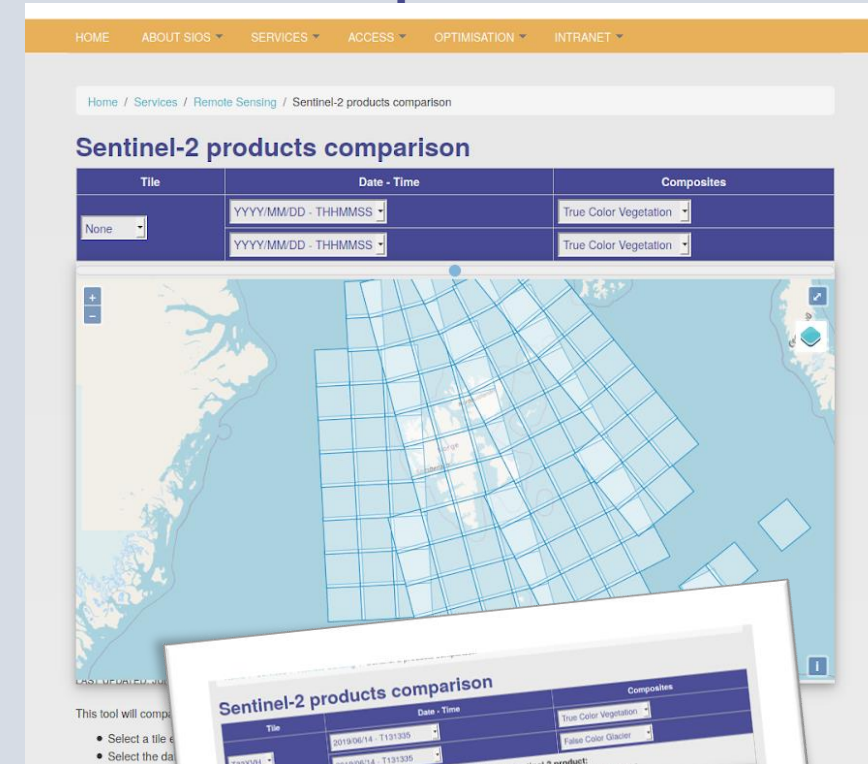 HOME ABOUT SIOS SERVICES ACCESS OPTIMISATION INTRANET
Home / Services / Remote Sensing / Sentinel-2 products comparison
Sentinel-2 products comparison
Tile Date - Time Composites
None YYYY/MM/DD - THHMMSS True Color Vegetation
YYYY/MM/DD - THHMMSS True Color Vegetation
+
−
Norge
i
This tool will
Select a tile
Select the
Sentinel-2 products comparison
Tile Date - Time Composites
2019/06/14 - T131335 True Color Vegetation
2019/06/14 - T131335 False Color Glacier
product: